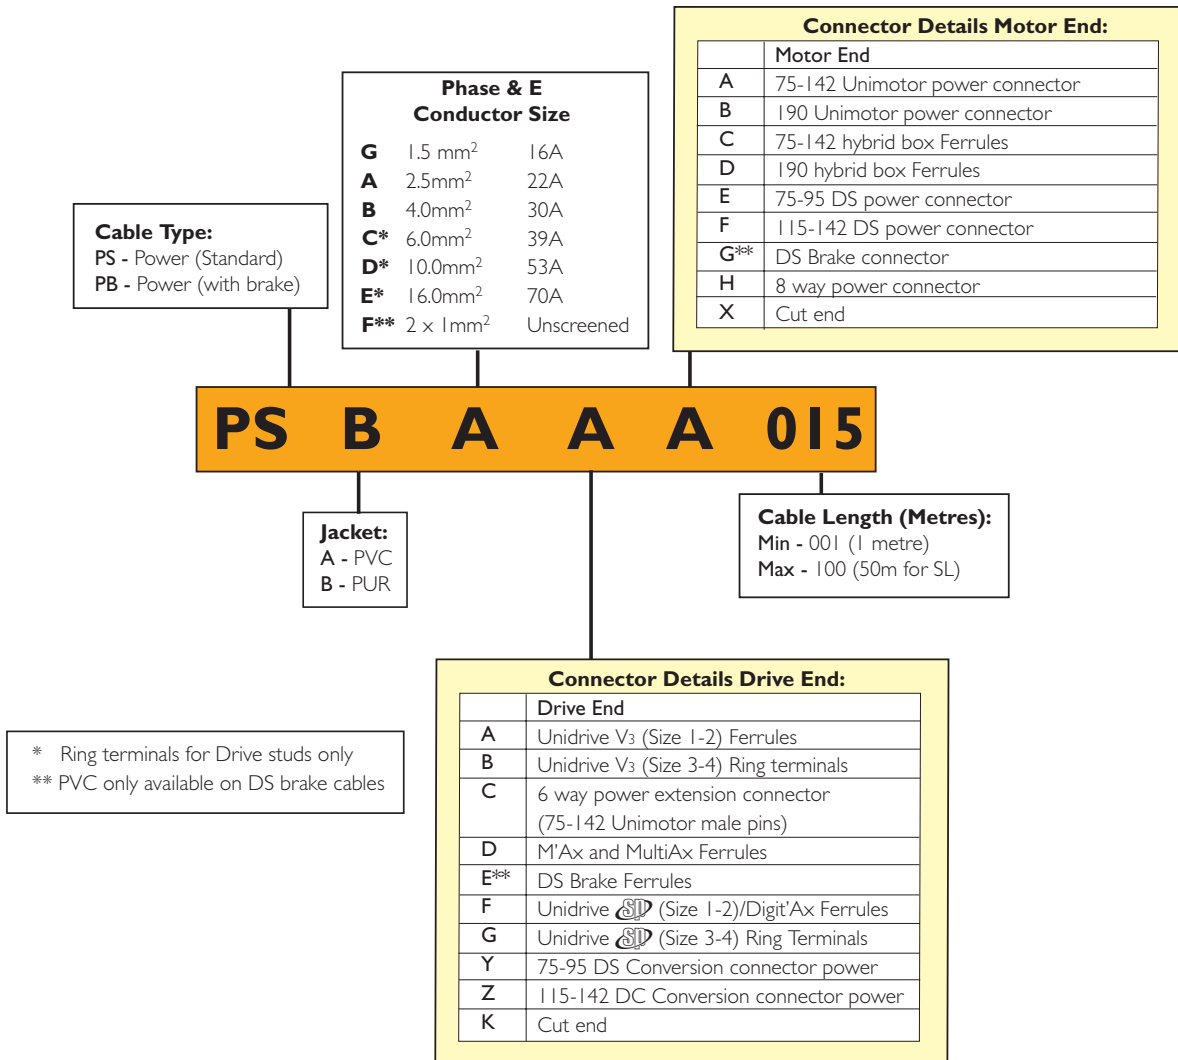 Connector Details Motor End:
Motor End
A 75-142 Unimotor power connector
B 190 Unimotor power connector
C 75-142 hybrid box Ferrules
D 190 hybrid box Ferrules
E 75-95 DS power connector
F 115-142 DS power connector
G** DS Brake connector
H 8 way power connector
X Cut end
Phase & E
Conductor Size
G 1.5 mm² 16A
A 2.5mm² 22A
B 4.0mm² 30A
C* 6.0mm² 39A
D* 10.0mm² 53A
E* 16.0mm² 70A
F** 2 x 1mm² Unscreened
Cable Type:
PS - Power (Standard)
PB - Power (with brake)
PS B A A A 015
Jacket:
A - PVC
B - PUR
Cable Length (Metres):
Min - 001 (1 metre)
Max - 100 (50m for SL)
* Ring terminals for Drive studs only
** PVC only available on DS brake cables
Connector Details Drive End:
Drive End
A Unidrive V3 (Size 1-2) Ferrules
B Unidrive V3 (Size 3-4) Ring terminals
C 6 way power extension connector
(75-142 Unimotor male pins)
D M'Ax and MultiAx Ferrules
E** DS Brake Ferrules
F Unidrive SP (Size 1-2)/Digit'Ax Ferrules
G Unidrive SP (Size 3-4) Ring Terminals
Y 75-95 DS Conversion connector power
Z 115-142 DC Conversion connector power
K Cut end